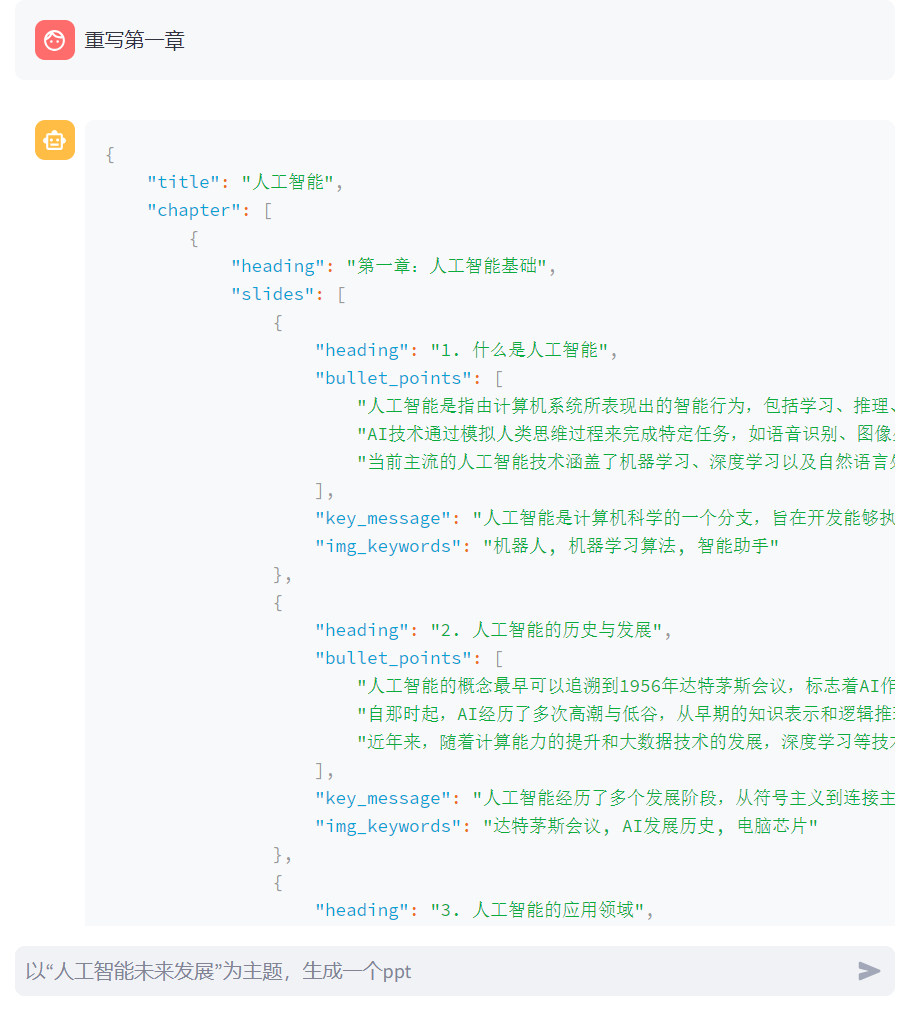 重写第一章
{
"title": "人工智能",
"chapter": [
{
"heading": "第一章：人工智能基础",
"slides": [
{
"heading": "1. 什么是人工智能",
"bullet_points": [
"人工智能是指由计算机系统所表现出的智能行为，包括学习、推理、
"AI技术通过模拟人类思维过程来完成特定任务，如语音识别、图像
"当前主流的人工智能技术涵盖了机器学习、深度学习以及自然语言
],
"key_message": "人工智能是计算机科学的一个分支，旨在开发能够执
"img_keywords": "机器人, 机器学习算法, 智能助手"
},
{
"heading": "2. 人工智能的历史与发展",
"bullet_points": [
"人工智能的概念最早可以追溯到1956年达特茅斯会议，标志着AI作
"自那时起，AI经历了多次高潮与低谷，从早期的知识表示和逻辑推
"近年来，随着计算能力的提升和大数据技术的发展，深度学习等技
],
"key_message": "人工智能经历了多个发展阶段，从符号主义到连接主
"img_keywords": "达特茅斯会议, AI发展历史, 电脑芯片"
},
{
"heading": "3. 人工智能的应用领域",
以“人工智能未来发展”为主题，生成一个ppt